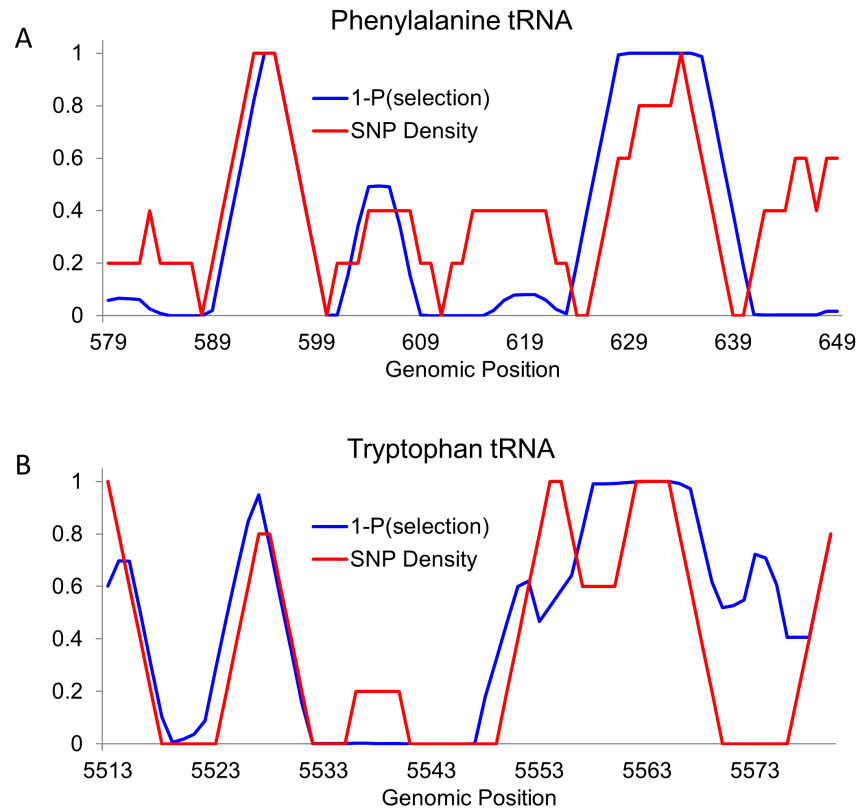 A
Phenylalanine tRNA
1
0.8
0.6
0.4
0.2
0
1-P(selection)
SNP Density
579 589 599 609 619 629 639 649
Genomic Position
B
Tryptophan tRNA
1
0.8
0.6
0.4
0.2
0
1-P(selection)
SNP Density
5513 5523 5533 5543 5553 5563 5573
Genomic Position